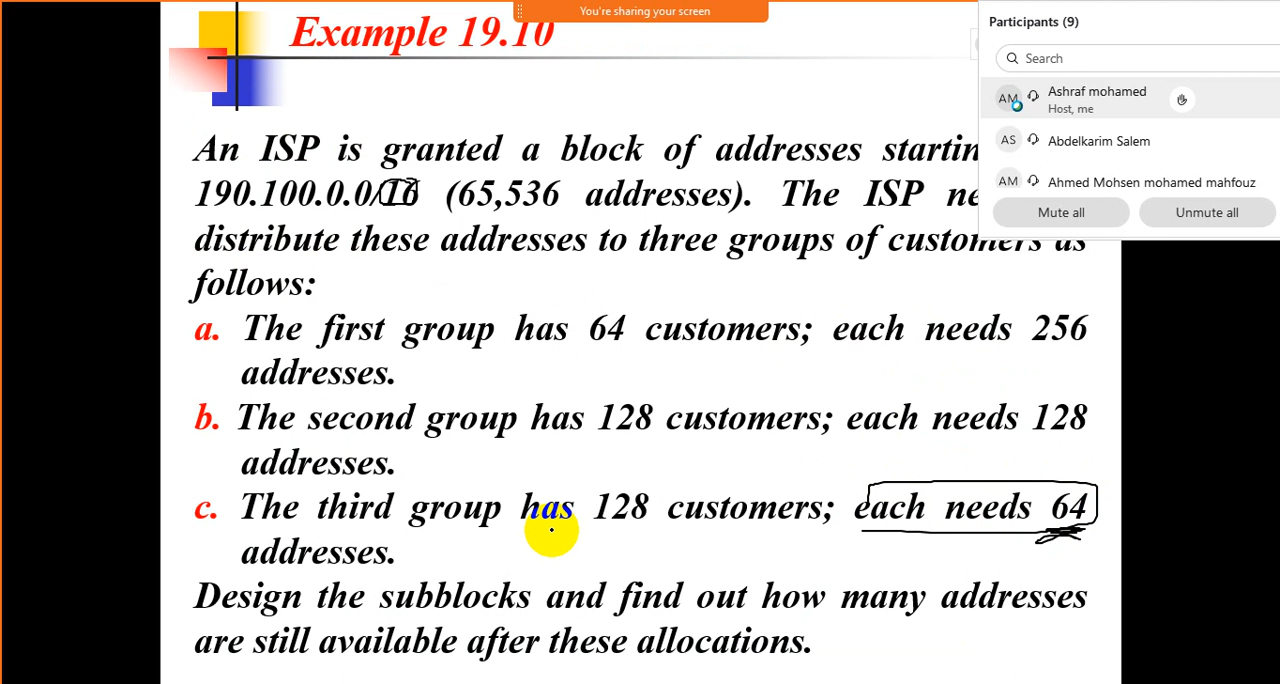 You're sharing your screen
Example 19.10
Participants (9)
Search
AM Ashraf mohamed
Host, me
AS Abdelkarim Salem
AM Ahmed Mohsen mohamed mahfouz
Mute all Unmute all
An ISP is granted a block of addresses startin
190.100.0.0/16 (65,536 addresses). The ISP ne
distribute these addresses to three groups of customers as
follows:
a. The first group has 64 customers; each needs 256
addresses.
b. The second group has 128 customers; each needs 128
addresses.
c. The third group has 128 customers; each needs 64
addresses.
Design the subblocks and find out how many addresses
are still available after these allocations.